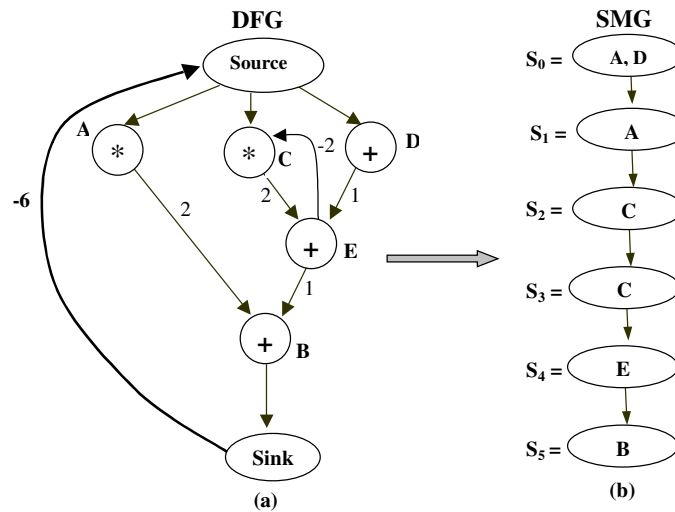 DFG
SMG
Source
S0 = A, D
A * * C -2 + D
S1 = A
-6
2 2 1
S2 = C
+ E
1
S3 = C
+ B
S4 = E
Sink
S5 = B
(a)
(b)